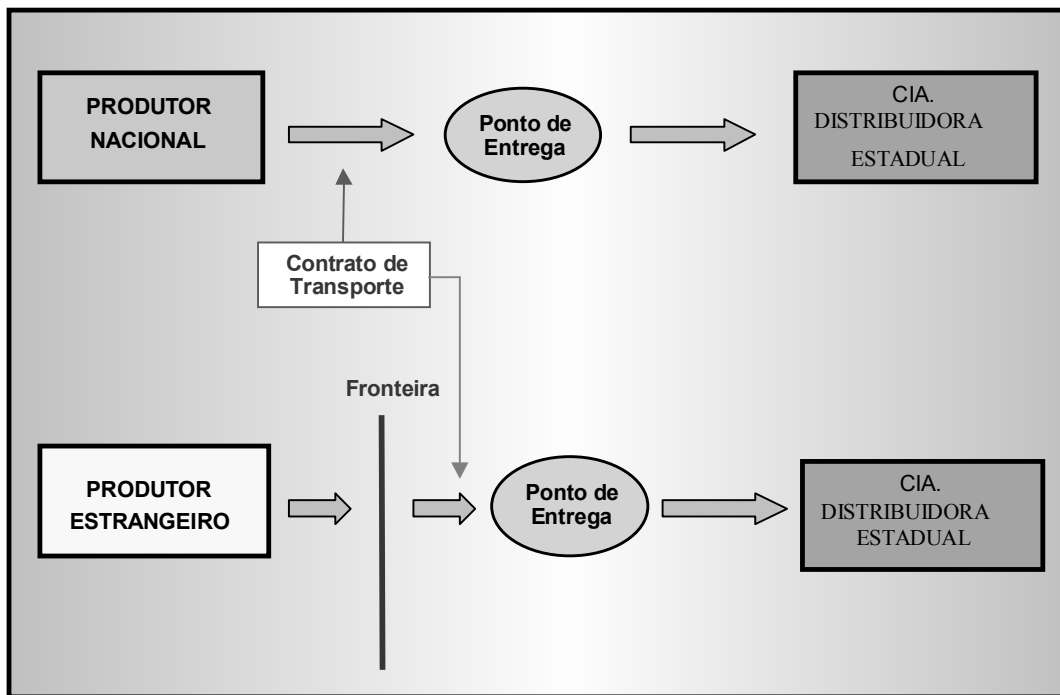 PRODUTOR
NACIONAL
Ponto de
Entrega
CIA.
DISTRIBUIDORA
ESTADUAL
Contrato de
Transporte
Fronteira
PRODUTOR
ESTRANGEIRO
Ponto de
Entrega
CIA.
DISTRIBUIDORA
ESTADUAL